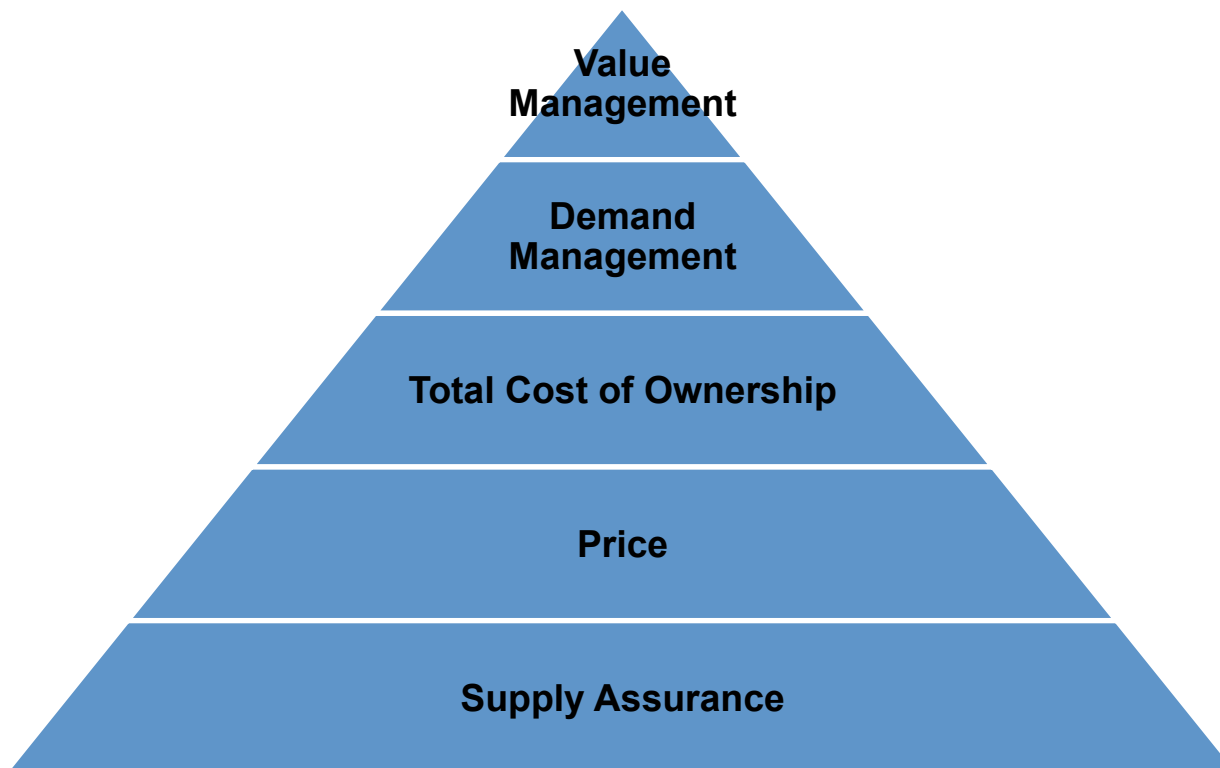 Value
Management
Demand
Management
Total Cost of Ownership
Price
Supply Assurance